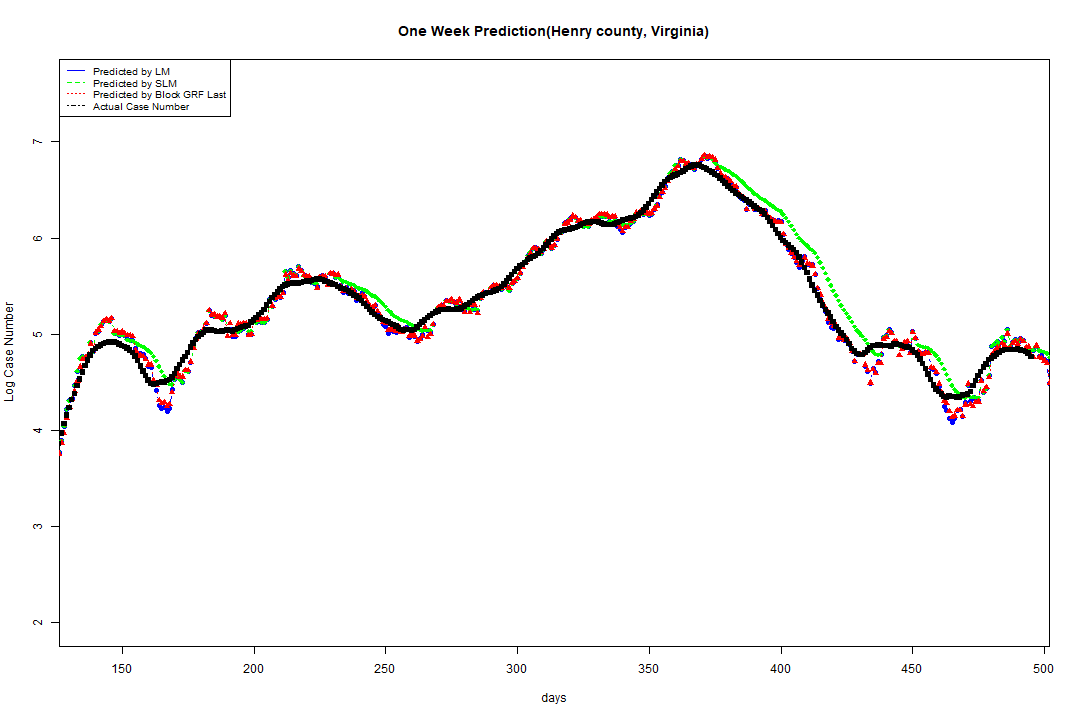 One Week Prediction(Henry county, Virginia)
Predicted by LM
Predicted by SLM
Predicted by Block GRF Last
Actual Case Number
Log Case Number
7
6
5
4
3
2
150 200 250 300 350 400 450 500
days